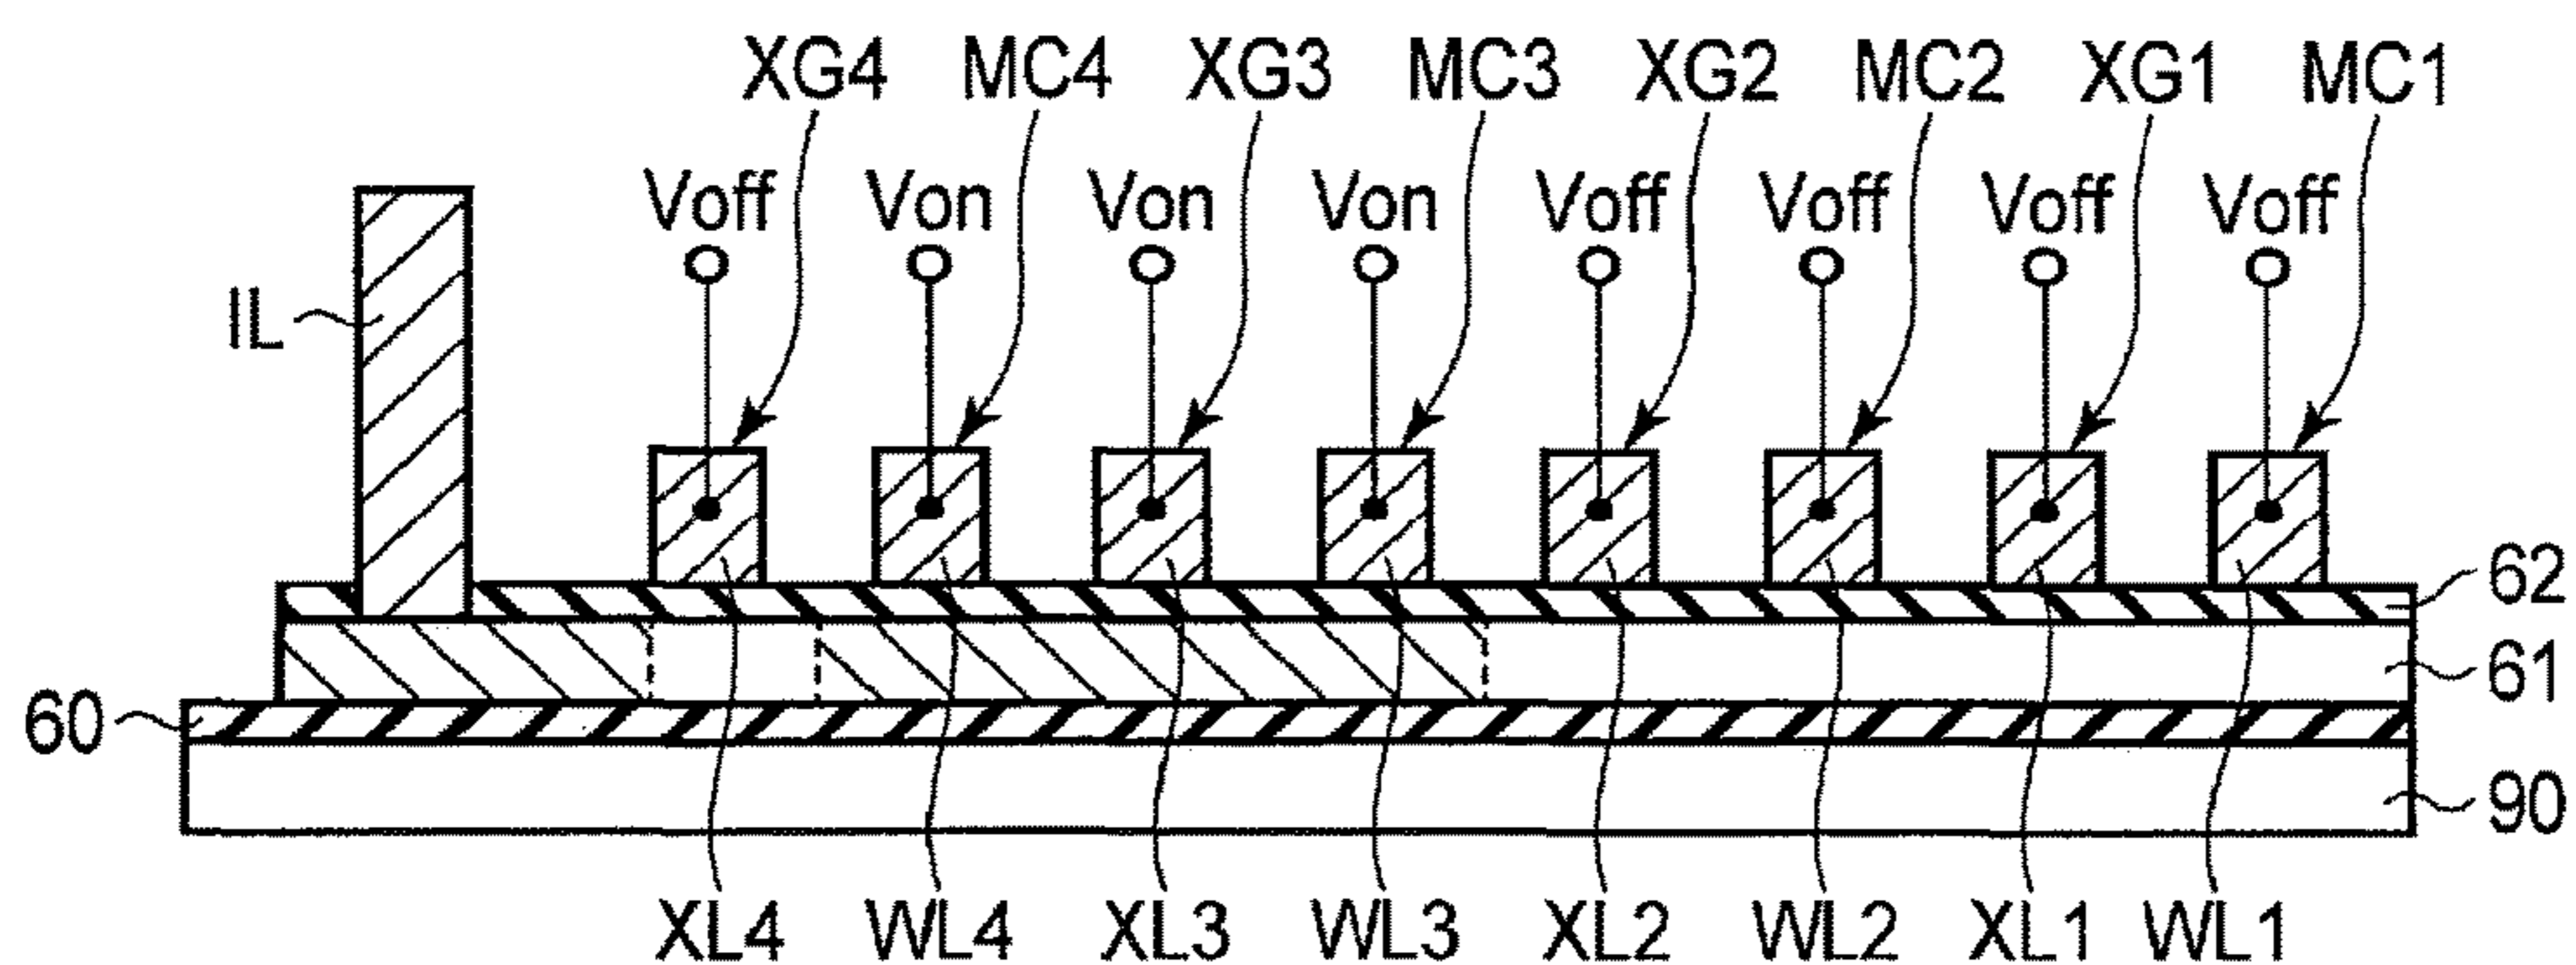 XG4 MC4 XG3 MC3 XG2 MC2 XG1 MC1
Voff Von Von Von Voff Voff Voff Voff
IL
62
61
60
90
XL4 WL4 XL3 WL3 XL2 WL2 XL1 WL1